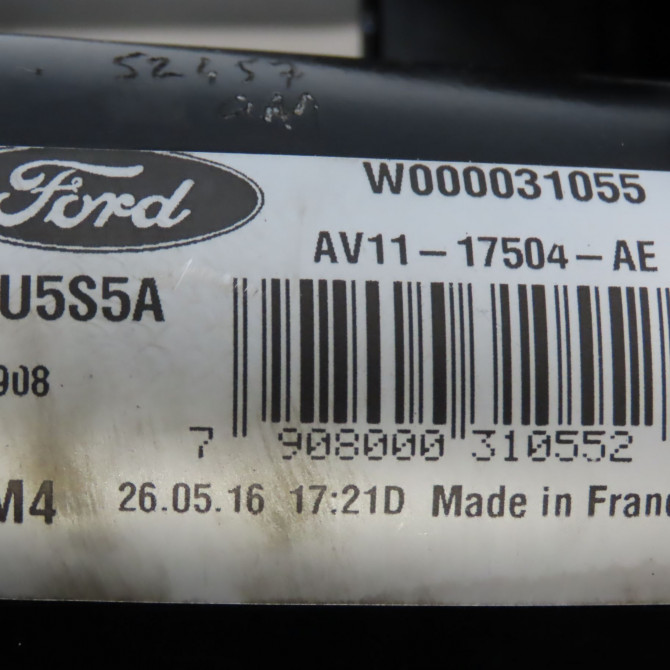 52457
Ford
W000031055
AV11-17504-AE
U5S5A
908
7 908000 310552
M4 26.05.16 17:21D Made in Franc